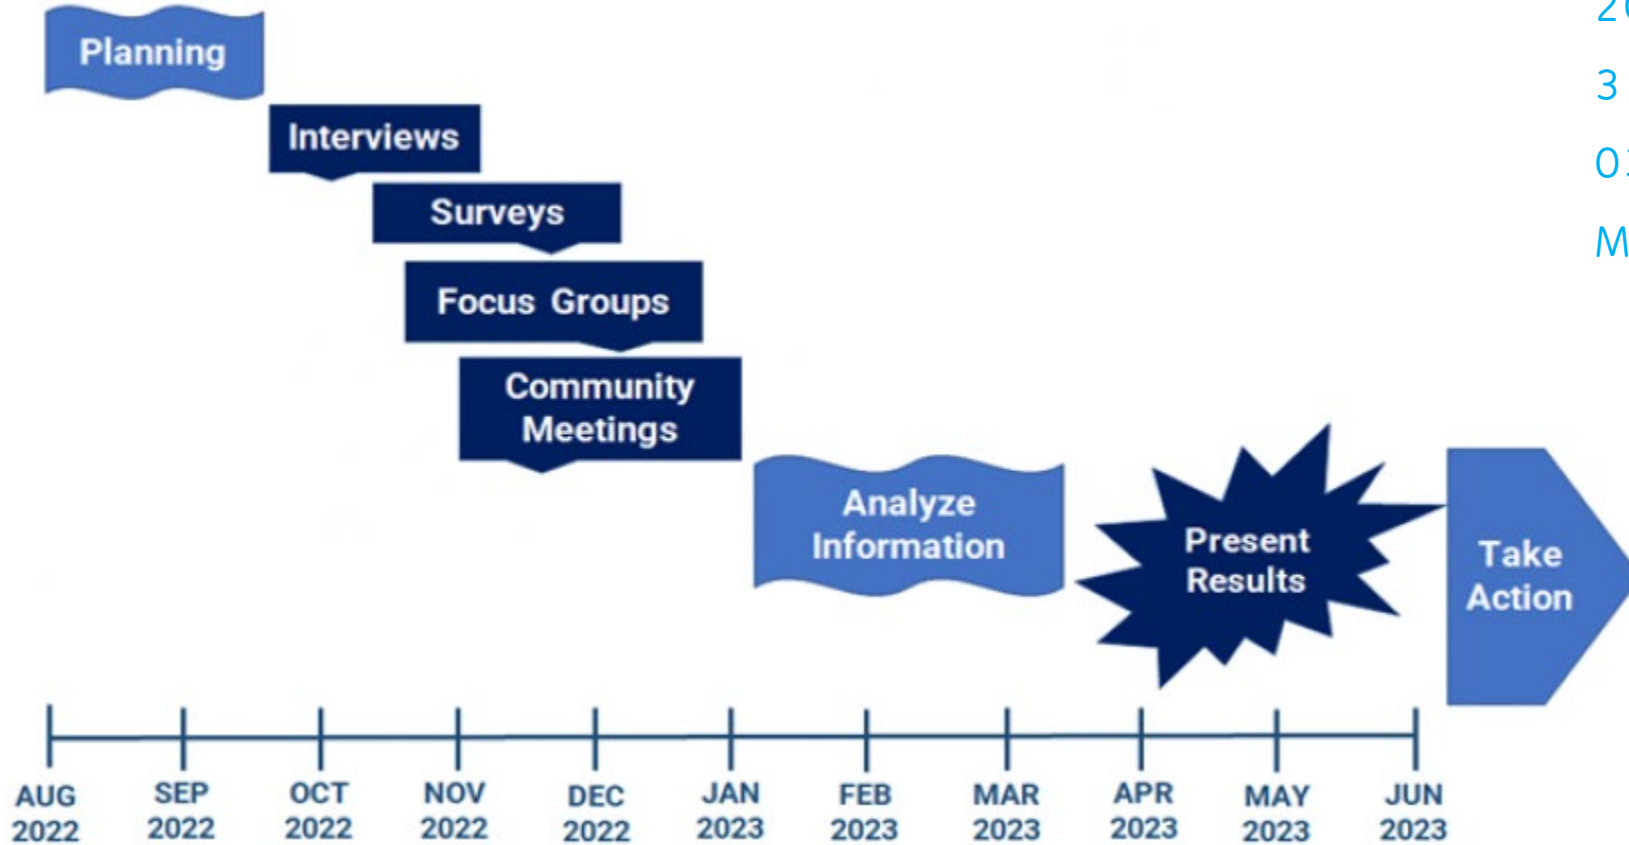 Planning
Interviews
Surveys
Focus Groups
Community
Meetings
Analyze
Information
Present
Results
Take
Action
AUG
2022
SEP
2022
OCT
2022
NOV
2022
DEC
2022
JAN
2023
FEB
2023
MAR
2023
APR
2023
MAY
2023
JUN
2023
3